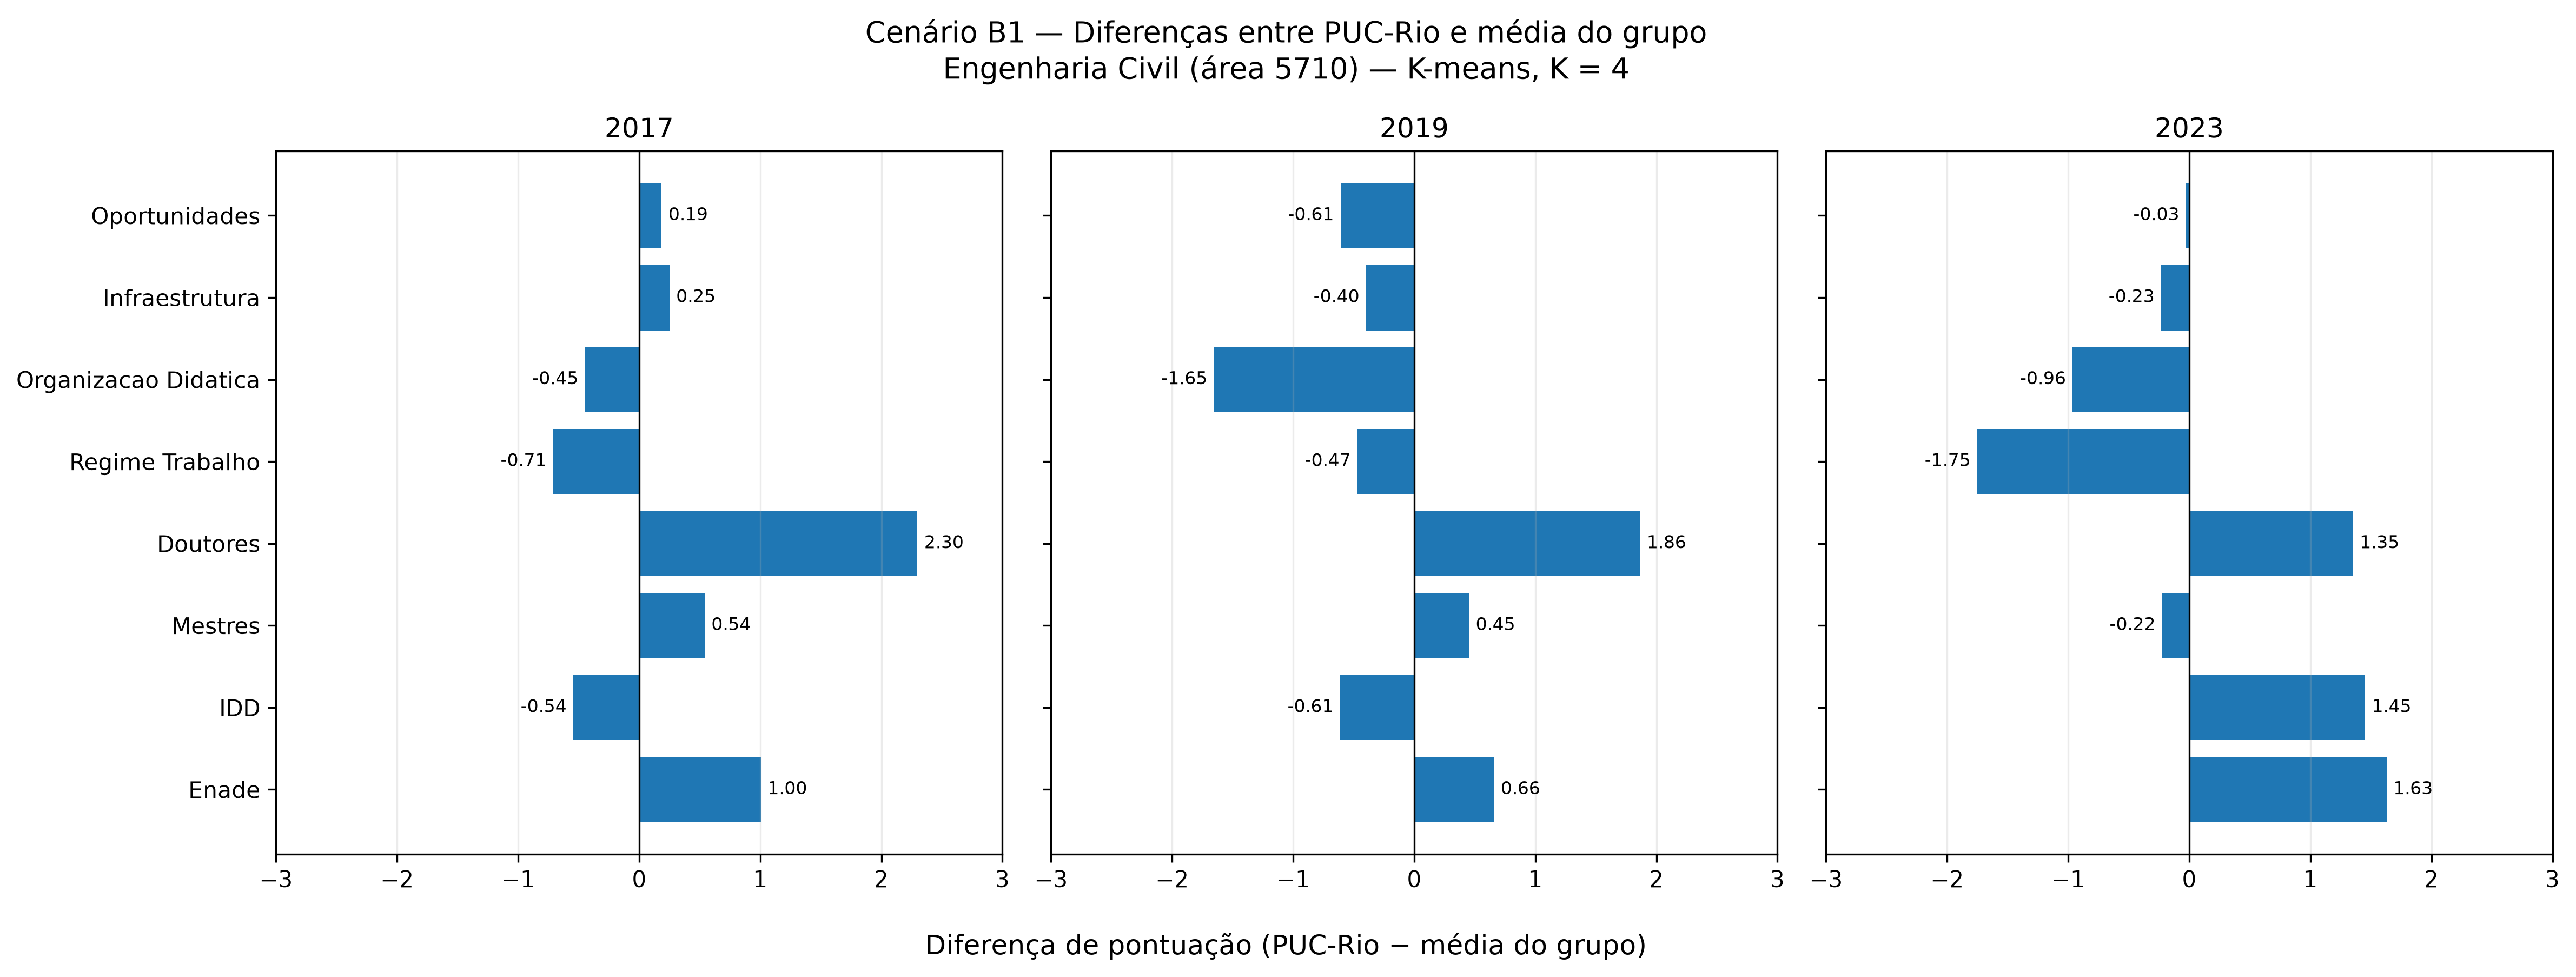 Cenário B1 — Diferenças entre PUC-Rio e média do grupo
Engenharia Civil (área 5710) — K-means, K = 4
2017
2019
2023
Oportunidades
0.19
-0.61
-0.03
Infraestrutura
0.25
-0.40
-0.23
Organizacao Didatica
-0.45
-1.65
-0.96
Regime Trabalho
-0.71
-0.47
-1.75
Doutores
2.30
1.86
1.35
Mestres
0.54
0.45
-0.22
IDD
-0.54
-0.61
1.45
Enade
1.00
0.66
1.63
−3 −2 −1 0 1 2 3
−3 −2 −1 0 1 2 3
−3 −2 −1 0 1 2 3
Diferença de pontuação (PUC-Rio − média do grupo)